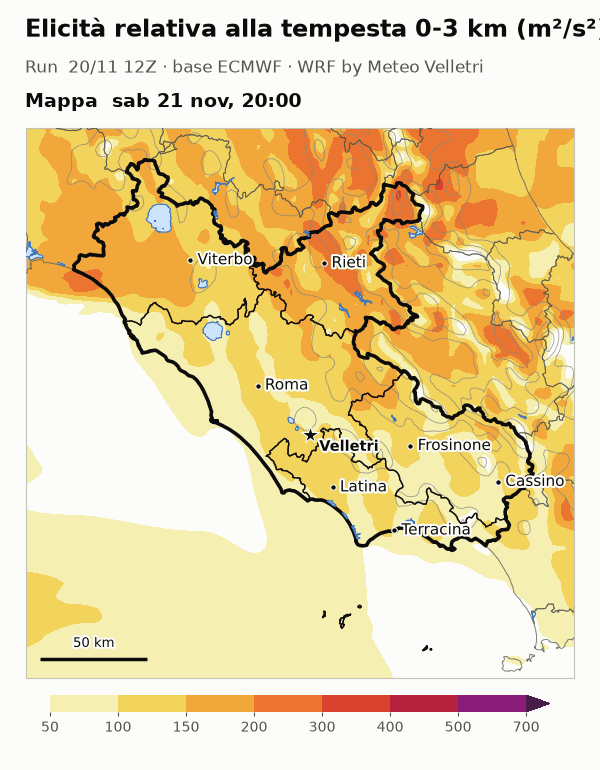 Elicità relativa alla tempesta 0-3 km (m²/s²)
Run  20/11 12Z · base ECMWF · WRF by Meteo Velletri
Mappa  sab 21 nov, 20:00
Viterbo
Rieti
Roma
Velletri
Frosinone
Cassino
Latina
Terracina
50 km
50 100 150 200 300 400 500 700